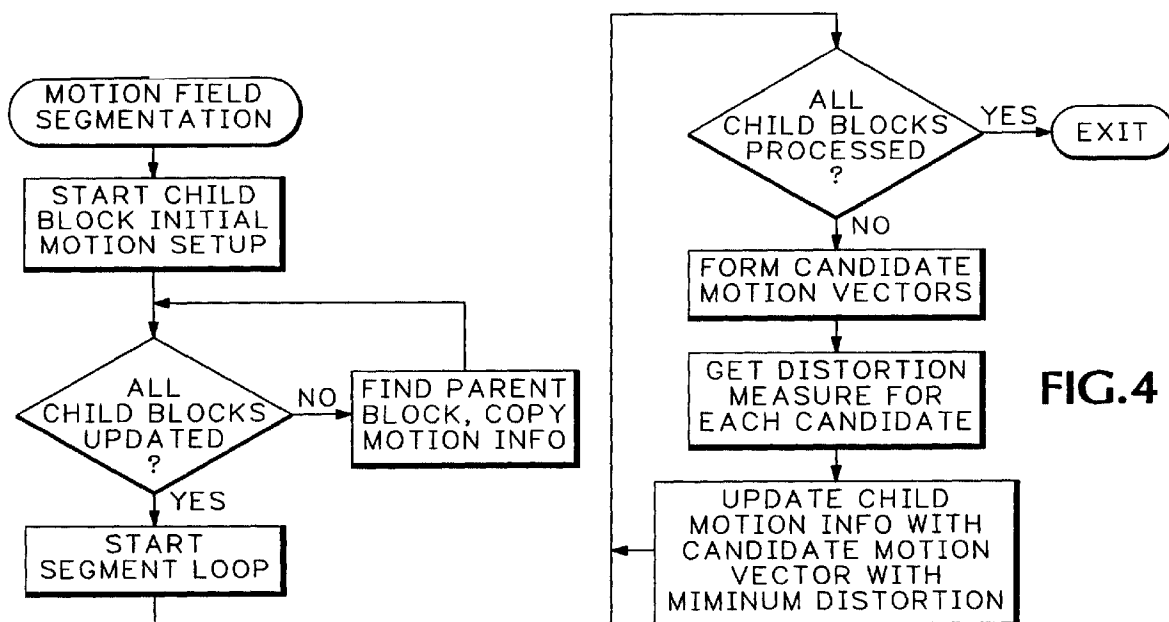 MOTION FIELD
SEGMENTATION
START CHILD
BLOCK INITIAL
MOTION SETUP
ALL
CHILD BLOCKS
UPDATED
?
NO
FIND PARENT
BLOCK, COPY
MOTION INFO
YES
START
SEGMENT LOOP
ALL
CHILD BLOCKS
PROCESSED
?
YES
EXIT
NO
FORM CANDIDATE
MOTION VECTORS
GET DISTORTION
MEASURE FOR
EACH CANDIDATE
UPDATE CHILD
MOTION INFO WITH
CANDIDATE MOTION
VECTOR WITH
MIMINUM DISTORTION
FIG.4